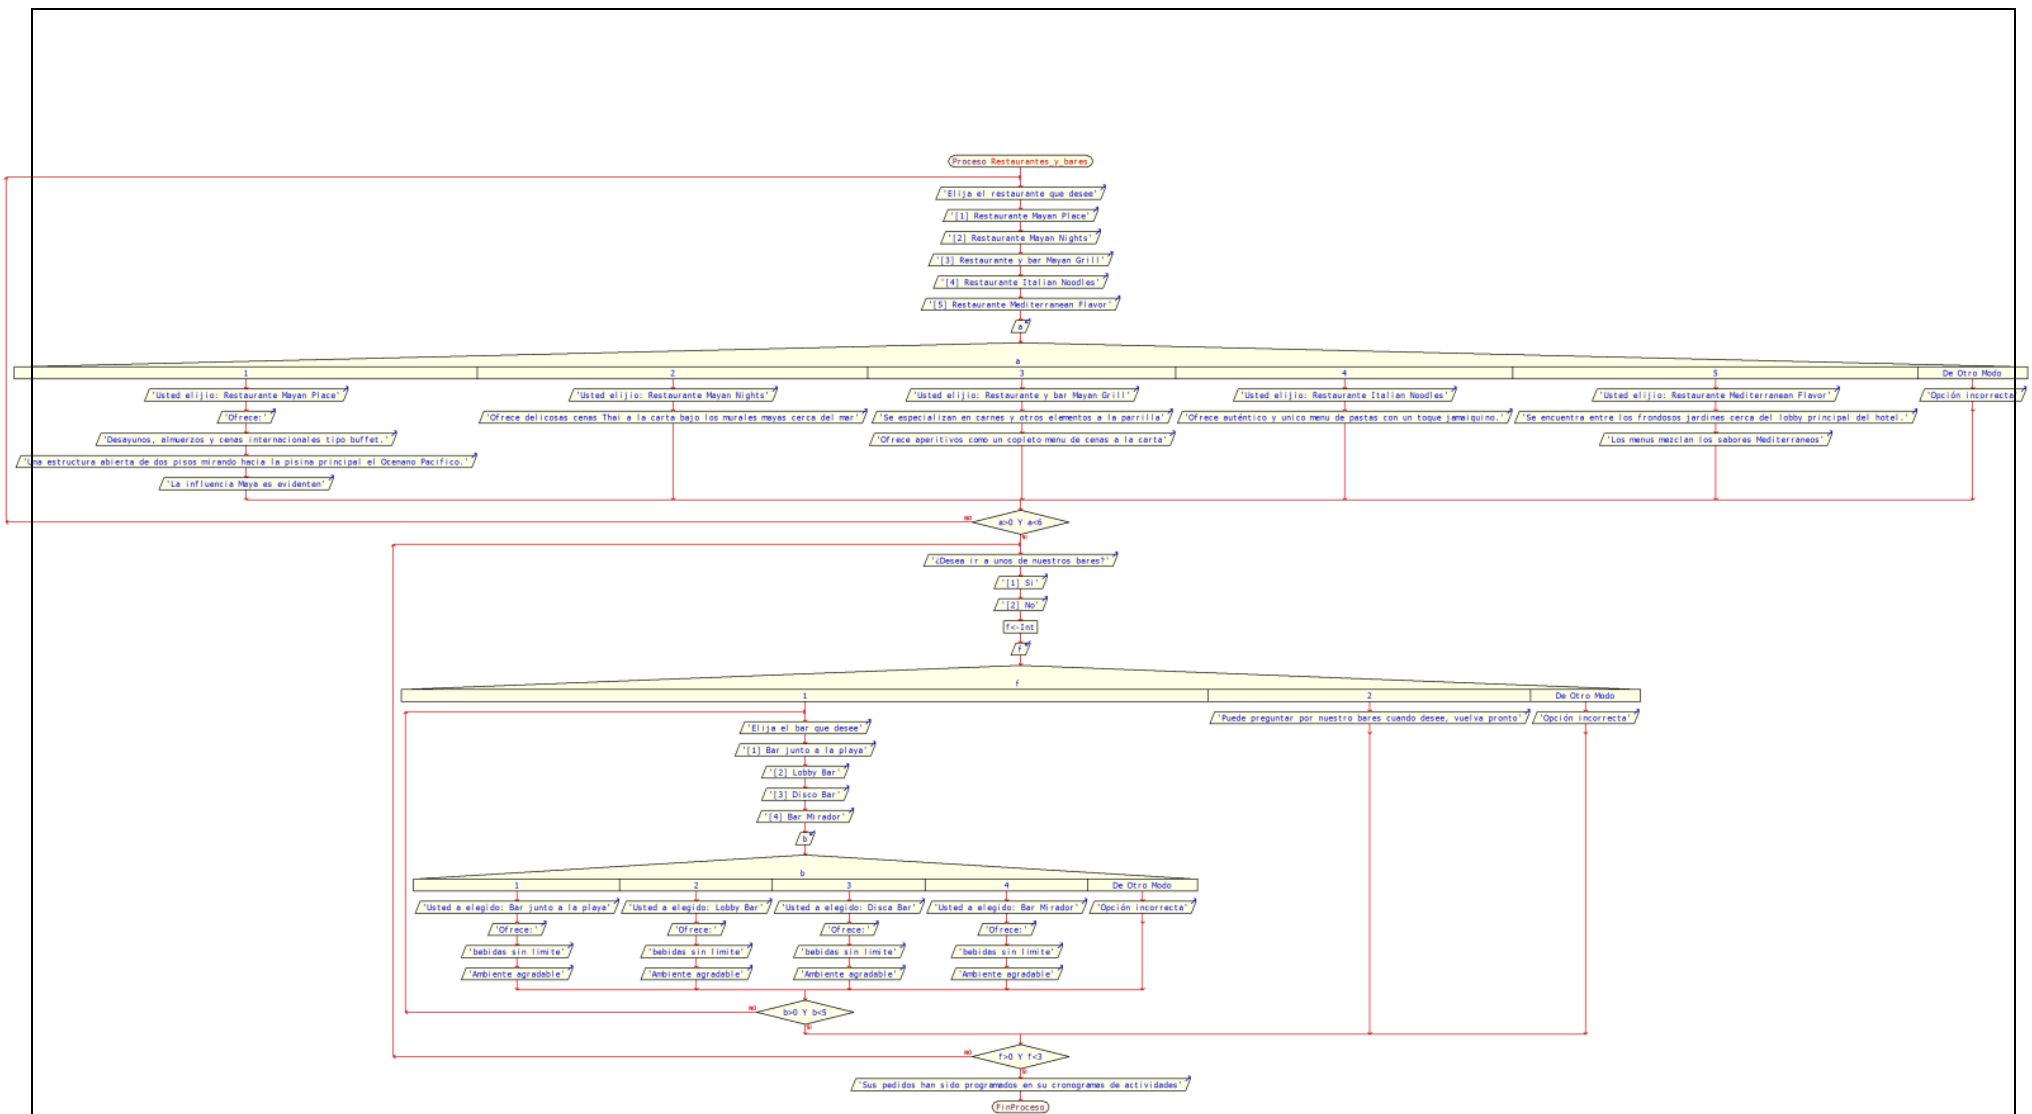 Proceso Restaurantes_y_bares
'Elija el restaurante que desee'
'[1] Restaurante Mayan Place'
'[2] Restaurante Mayan Nights'
'[3] Restaurante y bar Mayan Grill'
'[4] Restaurante Italian Noodles'
'[5] Restaurante Mediterranean Flavor'
a
a
1
2
3
4
5
De Otro Modo
'Usted elijio: Restaurante Mayan Place'
'Ofrece:'
'Desayunos, almuerzos y cenas internacionales tipo buffet.'
'Una estructura abierta de dos pisos mirando hacia la pisina principal el Ocenano Pacifico.'
'La influencia Maya es evidenten'
'Usted elijio: Restaurante Mayan Nights'
'Ofrece delicosas cenas Thai a la carta bajo los murales mayas cerca del mar'
'Usted elijio: Restaurante y bar Mayan Grill'
'Se especializan en carnes y otros elementos a la parrilla'
'Ofrece aperitivos como un copleto menu de cenas a la carta'
'Usted elijio: Restaurante Italian Noodles'
'Ofrece auténtico y unico menu de pastas con un toque jamaiquino.'
'Usted elijio: Restaurante Mediterranean Flavor'
'Se encuentra entre los frondosos jardines cerca del lobby principal del hotel.'
'Los menus mezclan los sabores Mediterraneos'
'Opción incorrecta'
a>0 Y a<6
NO
Si
'¿Desea ir a unos de nuestros bares?'
'[1] Si'
'[2] No'
f<-Int
f
f
1
2
De Otro Modo
'Elija el bar que desee'
'[1] Bar junto a la playa'
'[2] Lobby Bar'
'[3] Disco Bar'
'[4] Bar Mirador'
b
b
1
2
3
4
De Otro Modo
'Usted a elegido: Bar junto a la playa'
'Ofrece:'
'bebidas sin limite'
'Ambiente agradable'
'Usted a elegido: Lobby Bar'
'Ofrece:'
'bebidas sin limite'
'Ambiente agradable'
'Usted a elegido: Disca Bar'
'Ofrece:'
'bebidas sin limite'
'Ambiente agradable'
'Usted a elegido: Bar Mirador'
'Ofrece:'
'bebidas sin limite'
'Ambiente agradable'
'Opción incorrecta'
b>0 Y b<5
NO
Si
'Puede preguntar por nuestro bares cuando desee, vuelva pronto'
'Opción incorrecta'
f>0 Y f<3
NO
Si
'Sus pedidos han sido programados en su cronogramas de actividades'
FinProceso